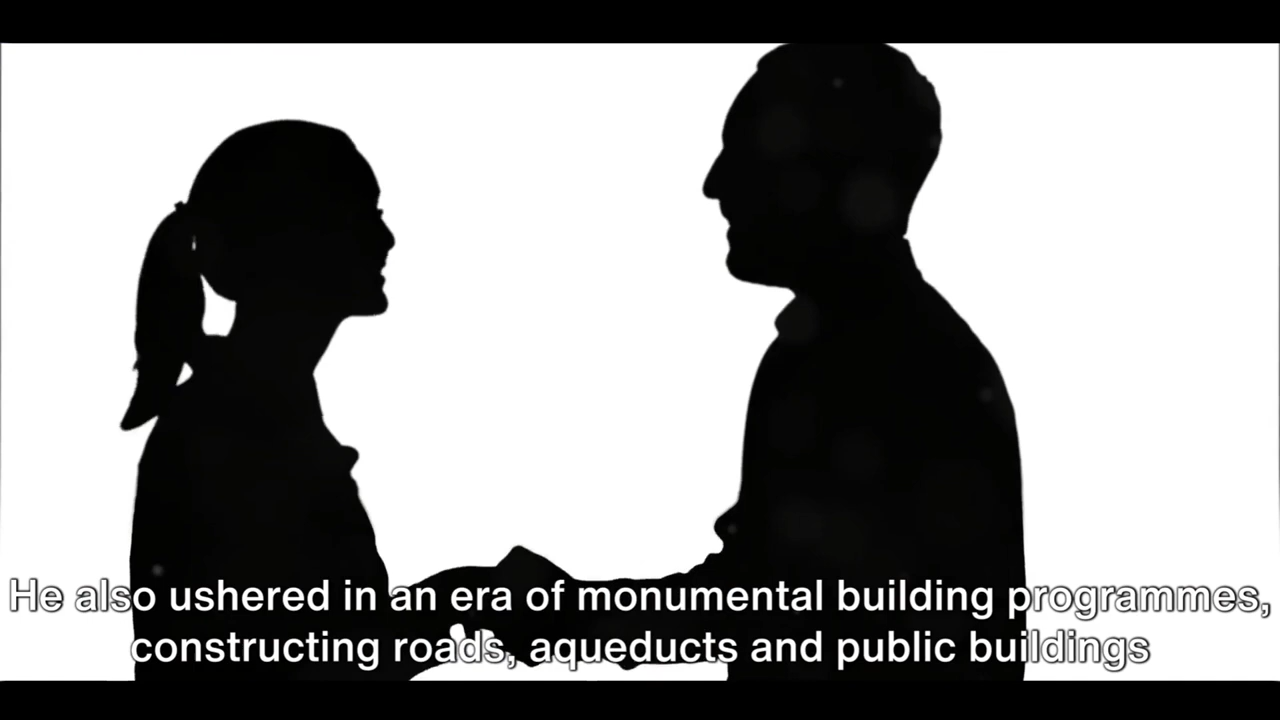 He also ushered in an era of monumental building programmes,
constructing roads, aqueducts and public buildings